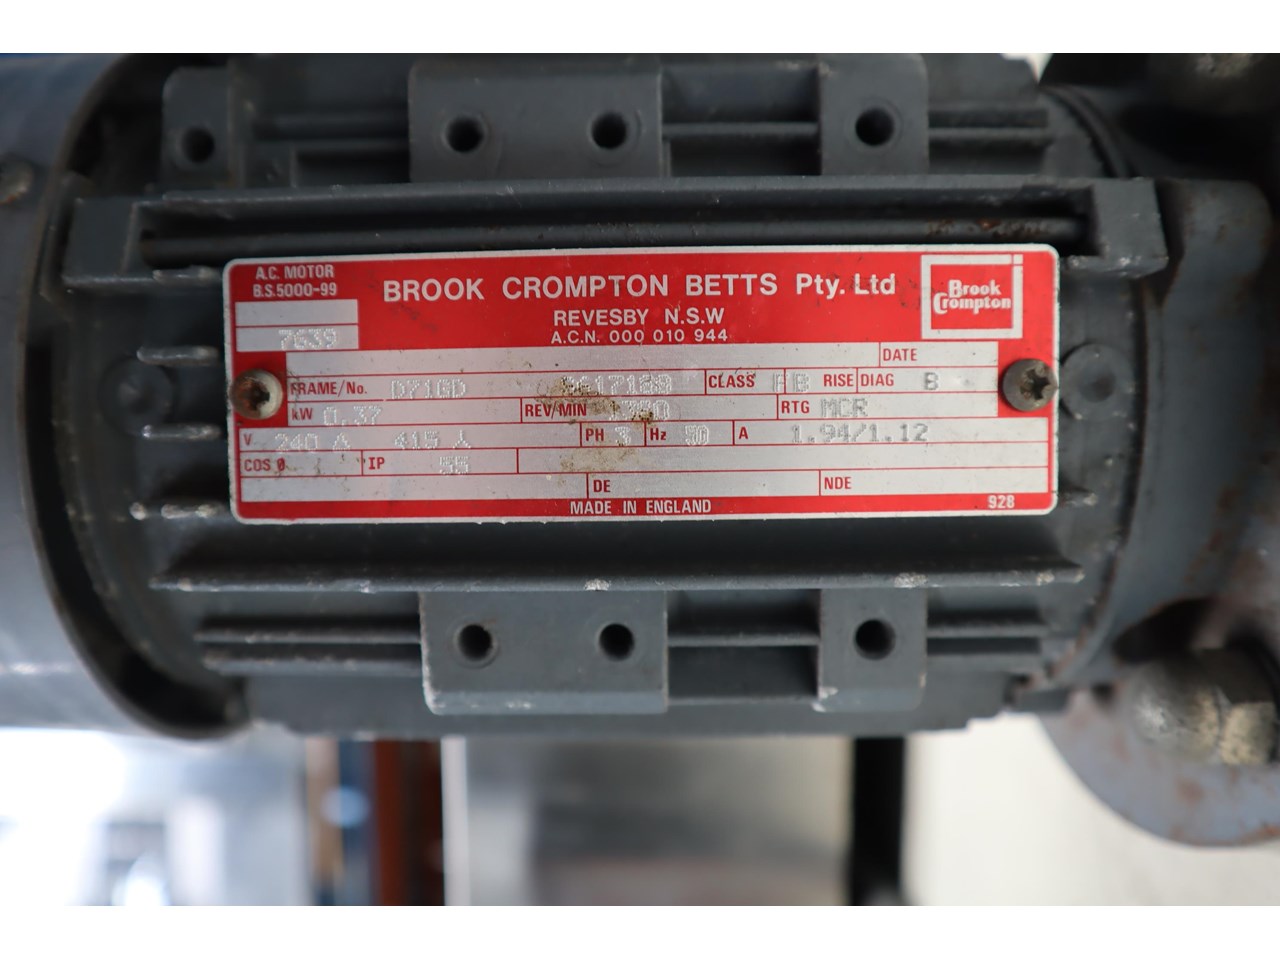 A.C. MOTOR
B.S.5000-99
7639
BROOK CROMPTON BETTS Pty. Ltd
REVESBY N.S.W
A.C.N. 000 010 944
Brook
Crompton
DATE
FRAME/No. D71GD CLASS RISE DIAG B
kW 0.37 REV/MIN RTG MCR
V 240 Δ 415 PH 3 Hz 50 A 1.94/1.12
COS Ø IP 55
DE NDE
MADE IN ENGLAND 928